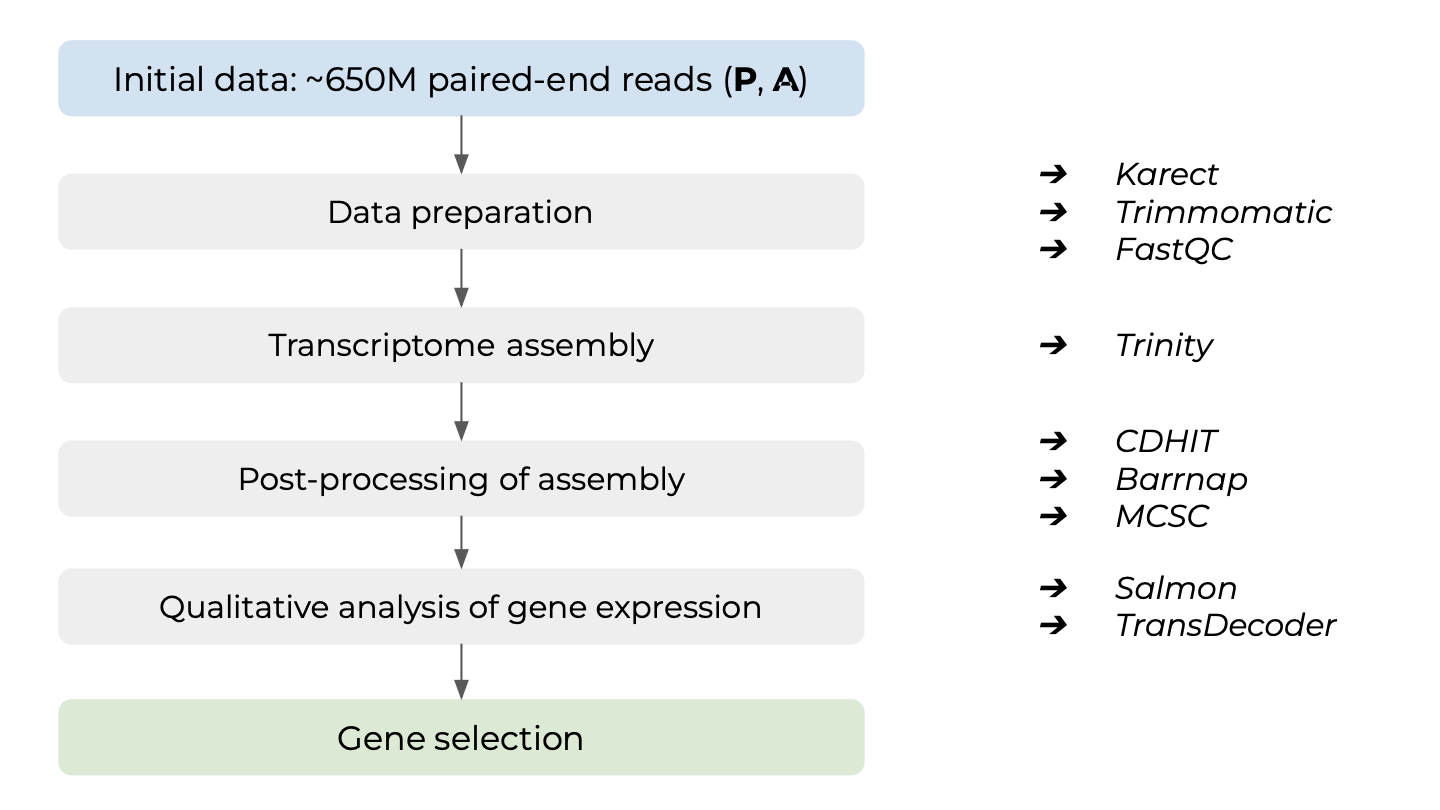 Initial data: ~650M paired-end reads (P, A)
Data preparation
➔ Karect
➔ Trimmomatic
➔ FastQC
Transcriptome assembly
➔ Trinity
Post-processing of assembly
➔ CDHIT
➔ Barrnap
➔ MCSC
Qualitative analysis of gene expression
➔ Salmon
➔ TransDecoder
Gene selection